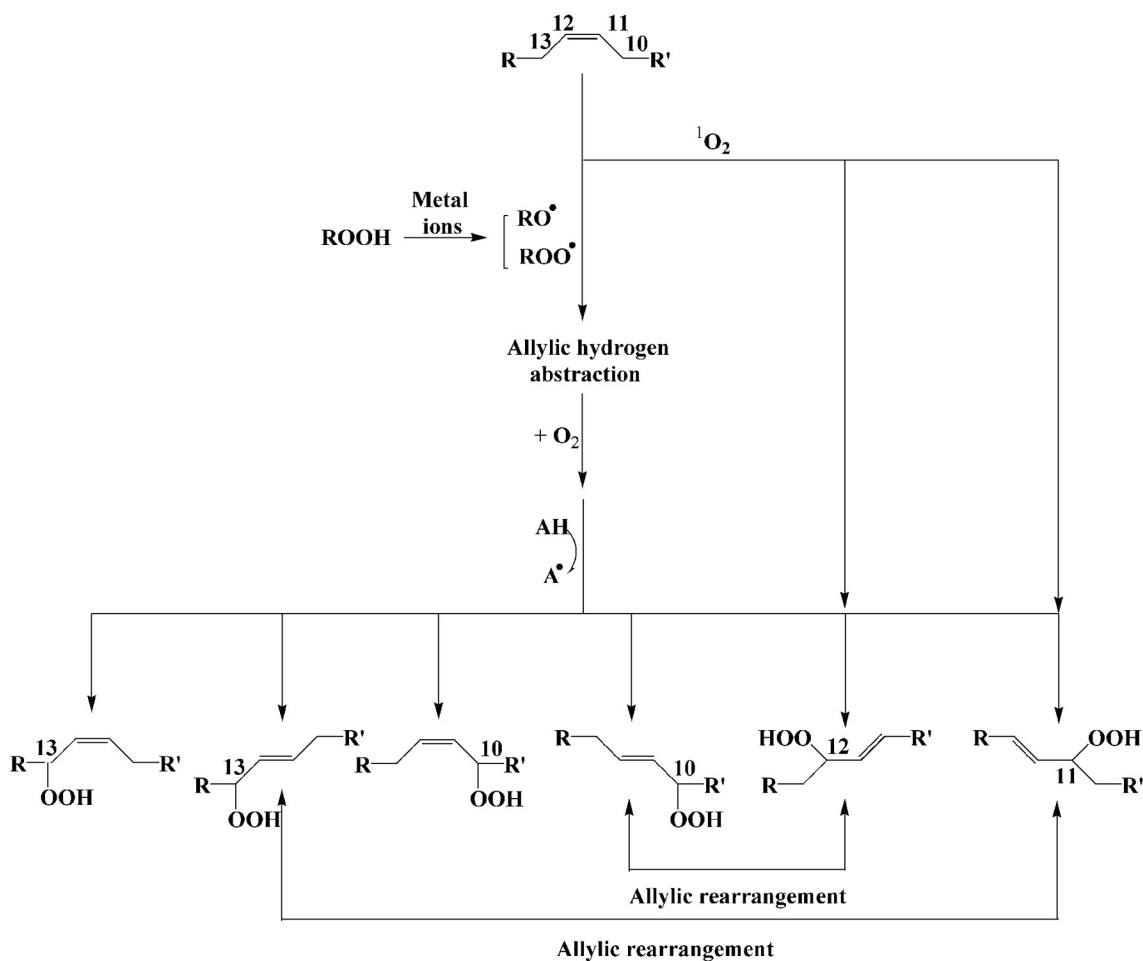 12 11
13 10
R R'
¹O₂
Metal
ions
ROOH
RO•
ROO•
Allylic hydrogen
abstraction
+ O₂
AH
A•
13
R R'
OOH
13
R'
R
OOH
10
R R'
OOH
R
10
R'
OOH
HOO 12
R'
R
R
OOH
11
R'
Allylic rearrangement
Allylic rearrangement